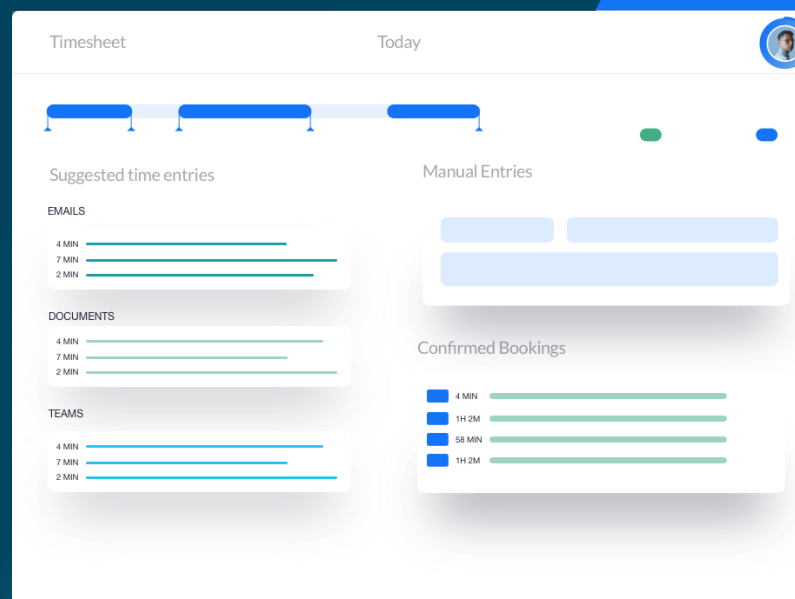 Timesheet
Today
Suggested time entries
EMAILS
4 MIN
7 MIN
2 MIN
DOCUMENTS
4 MIN
7 MIN
2 MIN
TEAMS
4 MIN
7 MIN
2 MIN
Manual Entries
Confirmed Bookings
4 MIN
1H 2M
58 MIN
1H 2M